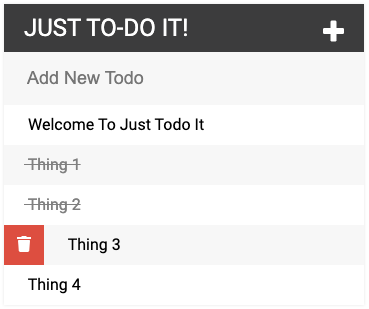 JUST TO-DO IT!
Add New Todo
Welcome To Just Todo It
Thing 1
Thing 2
Thing 3
Thing 4